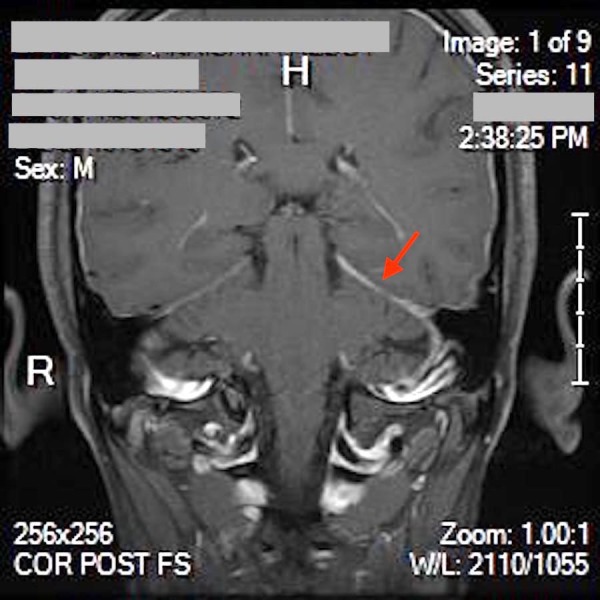 H
Image: 1 of 9
Series: 11
2:38:25 PM
Sex: M
R
256x256
COR POST FS
Zoom: 1.00:1
W/L: 2110/1055